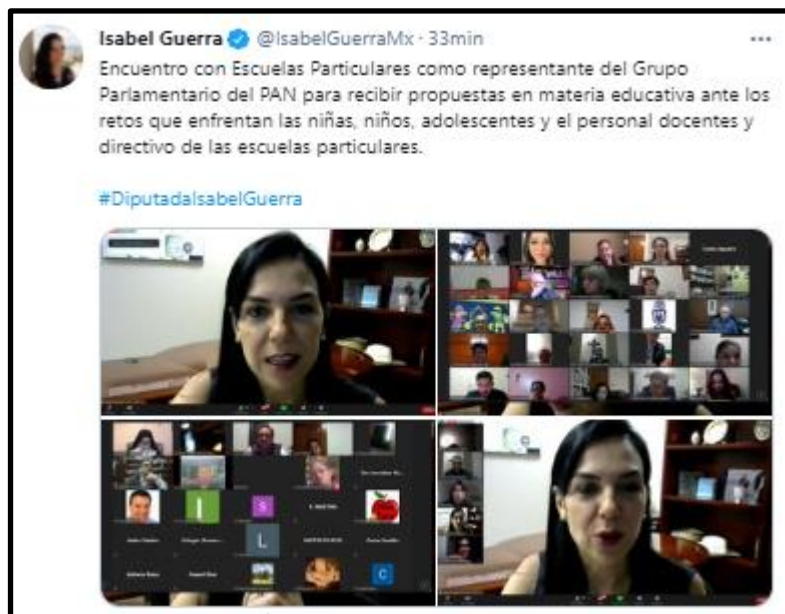 Isabel Guerra @IsabelGuerraMx · 33min
Encuentro con Escuelas Particulares como representante del Grupo
Parlamentario del PAN para recibir propuestas en materia educativa ante los
retos que enfrentan las niñas, niños, adolescentes y el personal docentes y
directivo de las escuelas particulares.
#DiputadaIsabelGuerra
I
S
L
C